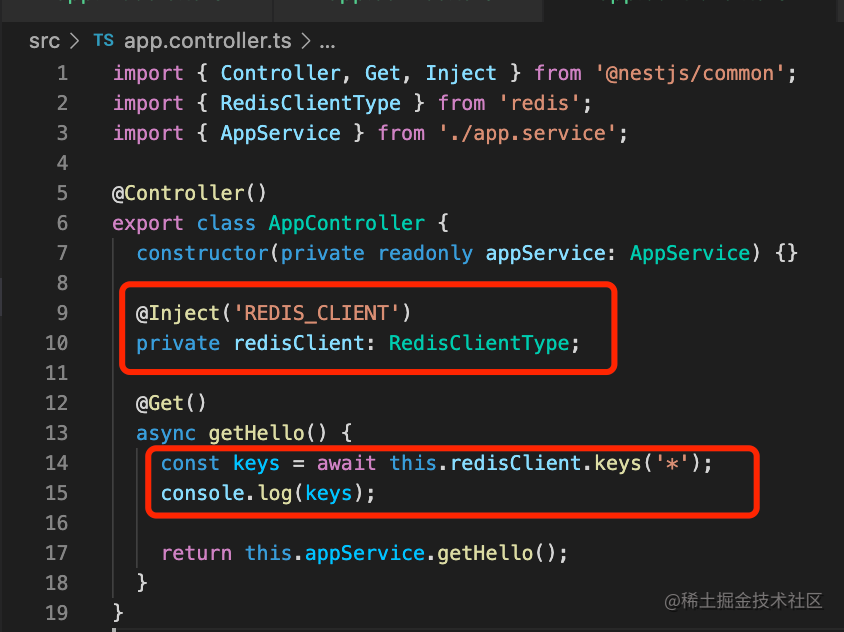 src > TS app.controller.ts > ...
1 import { Controller, Get, Inject } from '@nestjs/common';
2 import { RedisClientType } from 'redis';
3 import { AppService } from './app.service';
4
5 @Controller()
6 export class AppController {
7 constructor(private readonly appService: AppService) {}
8
9 @Inject('REDIS_CLIENT')
10 private redisClient: RedisClientType;
11
12 @Get()
13 async getHello() {
14 const keys = await this.redisClient.keys('*');
15 console.log(keys);
16
17 return this.appService.getHello();
18 }
19 }
@稀土掘金技术社区